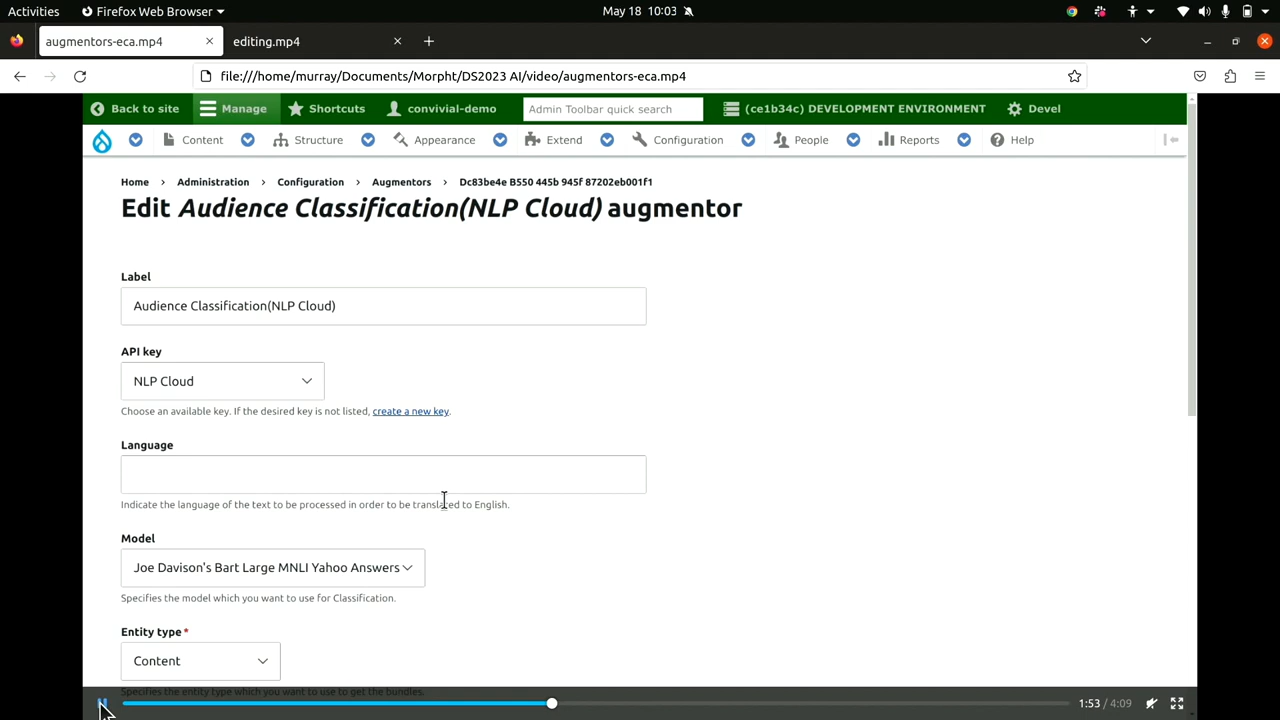 Activities Firefox Web Browser May 18 10:03
augmentors-eca.mp4 editing.mp4
file:///home/murray/Documents/Morpht/DS2023 AI/video/augmentors-eca.mp4
Back to site Manage Shortcuts convivial-demo Admin Toolbar quick search (ce1b34c) DEVELOPMENT ENVIRONMENT Devel
Content Structure Appearance Extend Configuration People Reports Help
Home > Administration > Configuration > Augmentors > Dc83be4e B550 445b 945f 87202eb001f1
Edit Audience Classification(NLP Cloud) augmentor
Label
Audience Classification(NLP Cloud)
API key
NLP Cloud
Choose an available key. If the desired key is not listed, create a new key.
Language
Indicate the language of the text to be processed in order to be translated to English.
Model
Joe Davison's Bart Large MNLI Yahoo Answers
Specifies the model which you want to use for Classification.
Entity type*
Content
Specifies the entity type which you want to use to get the bundles.
1:53 / 4:09